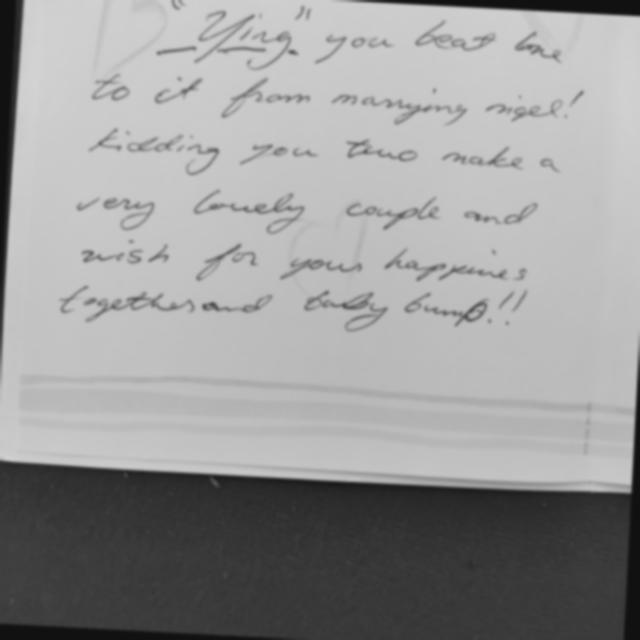 "Ying" you beat me
to it from marrying nigel!
kidding you two make a
very lovely couple and
wish for your happiness
together and baby bump!!